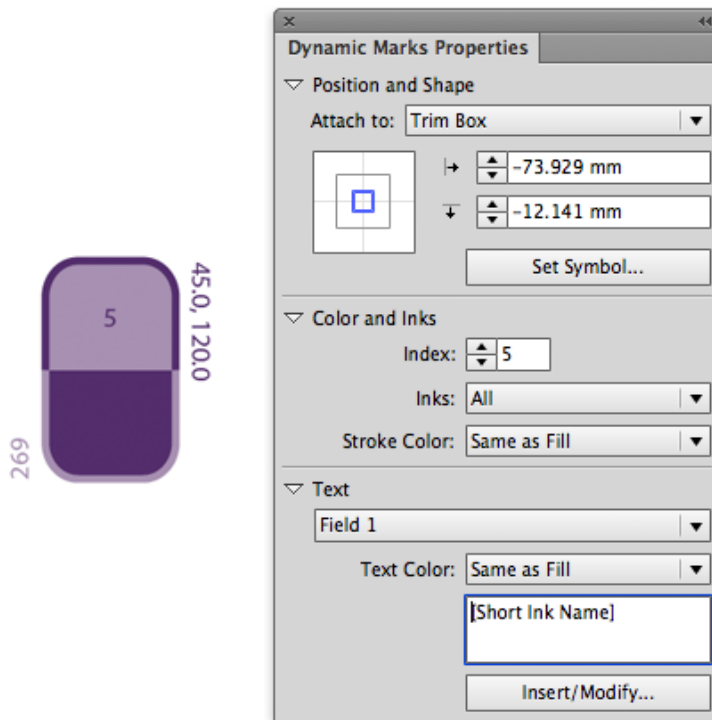 5
45.0, 120.0
269
Dynamic Marks Properties
Position and Shape
Attach to: Trim Box
-73.929 mm
-12.141 mm
Set Symbol...
Color and Inks
Index: 5
Inks: All
Stroke Color: Same as Fill
Text
Field 1
Text Color: Same as Fill
[Short Ink Name]
Insert/Modify...